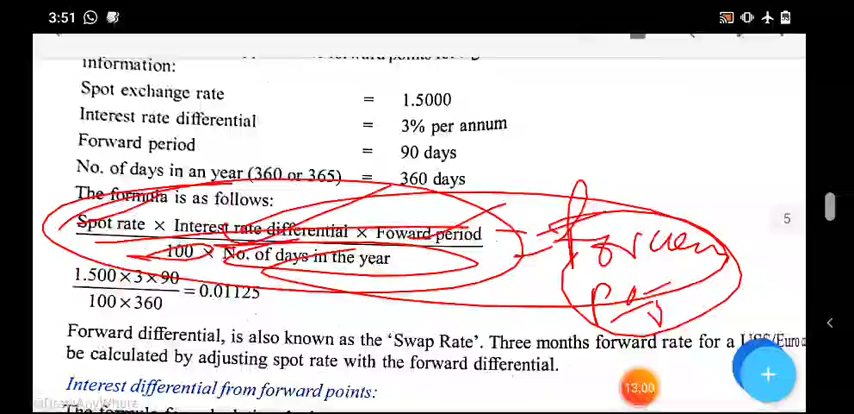 3:51
information:
Spot exchange rate = 1.5000
Interest rate differential = 3% per annum
Forward period = 90 days
No. of days in an year (360 or 365) = 360 days
The formula is as follows:
Spot rate × Interest rate differential × Foward period
100 × No. of days in the year
1.500 × 3 × 90
100 × 360
= 0.01125
5
Forward differential, is also known as the 'Swap Rate'. Three months forward rate for a US$/Euro
be calculated by adjusting spot rate with the forward differential.
Interest differential from forward points:
13:00